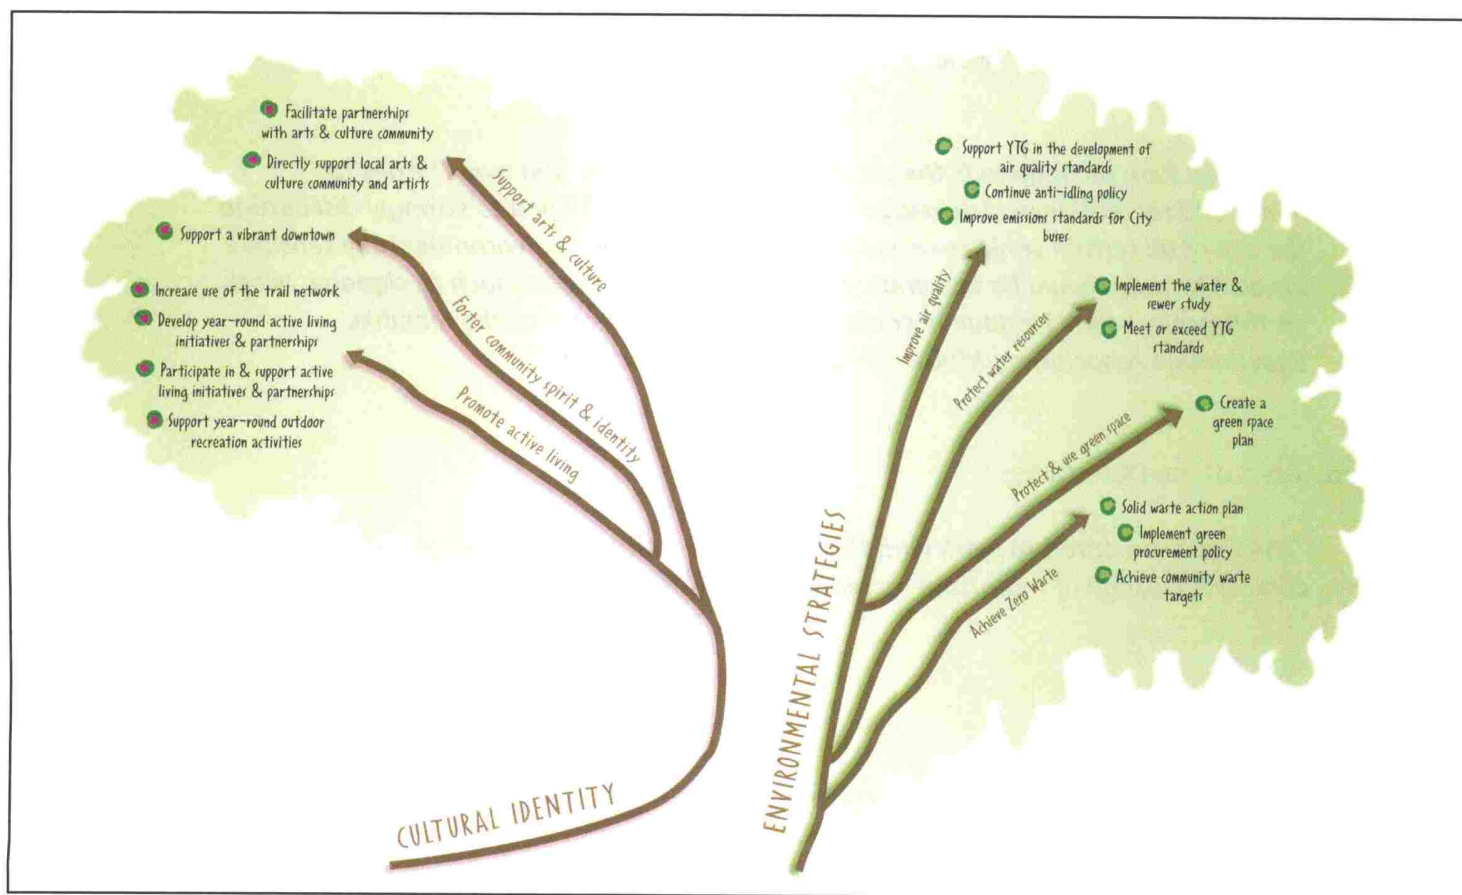 Facilitate partnerships
with arts & culture community
Directly support local arts &
culture community and artists
Support a vibrant downtown
Increase use of the trail network
Develop year-round active living
initiatives & partnerships
Participate in & support active
living initiatives & partnerships
Support year-round outdoor
recreation activities
Support arts & culture
Foster community spirit & identity
Promote active living
CULTURAL IDENTITY
Support YTG in the development of
air quality standards
Continue anti-idling policy
Improve emissions standards for City
buses
Implement the water &
sewer study
Meet or exceed YTG
standards
Create a
green space
plan
Solid waste action plan
Implement green
procurement policy
Achieve community waste
targets
Improve air quality
Protect water resources
Protect & use green space
Achieve Zero Waste
ENVIRONMENTAL STRATEGIES